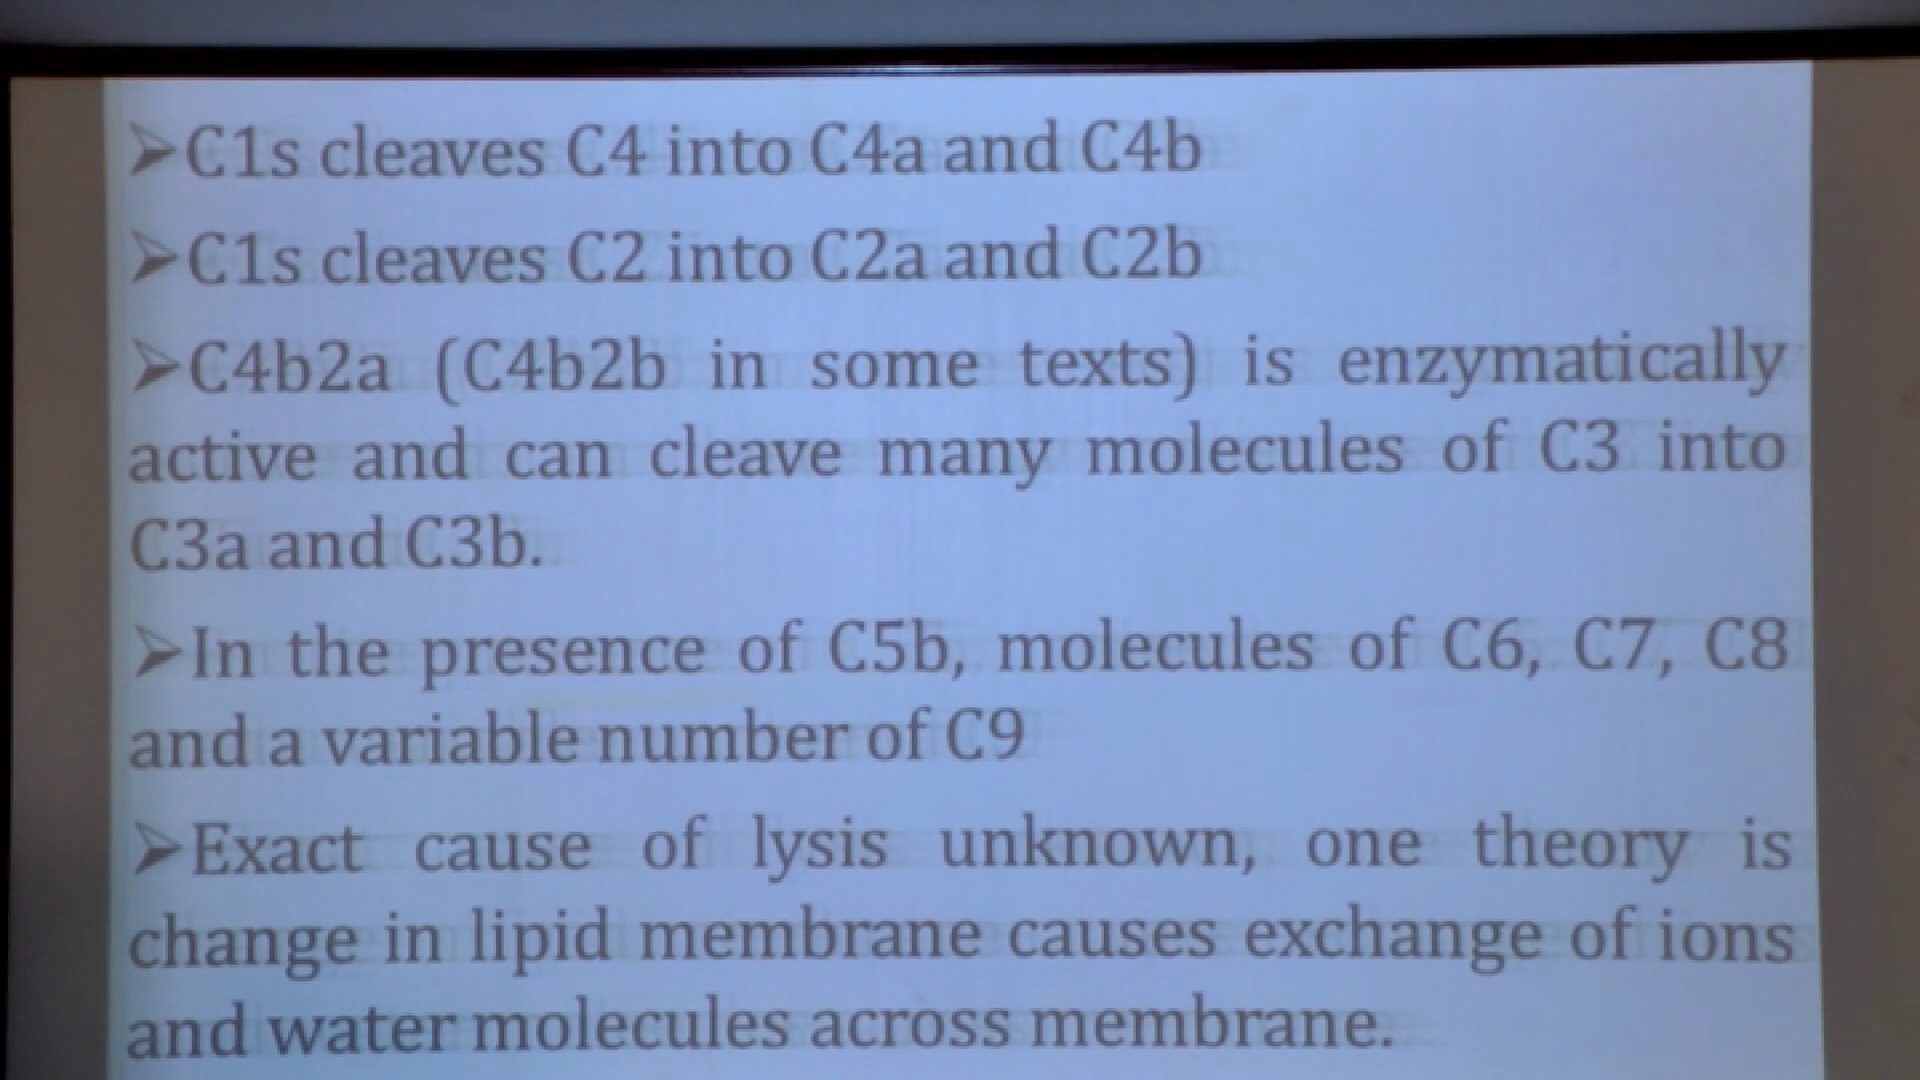 ➢C1s cleaves C4 into C4a and C4b
➢C1s cleaves C2 into C2a and C2b
➢C4b2a (C4b2b in some texts) is enzymatically
active and can cleave many molecules of C3 into
C3a and C3b.
➢In the presence of C5b, molecules of C6, C7, C8
and a variable number of C9
➢Exact cause of lysis unknown, one theory is
change in lipid membrane causes exchange of ions
and water molecules across membrane.